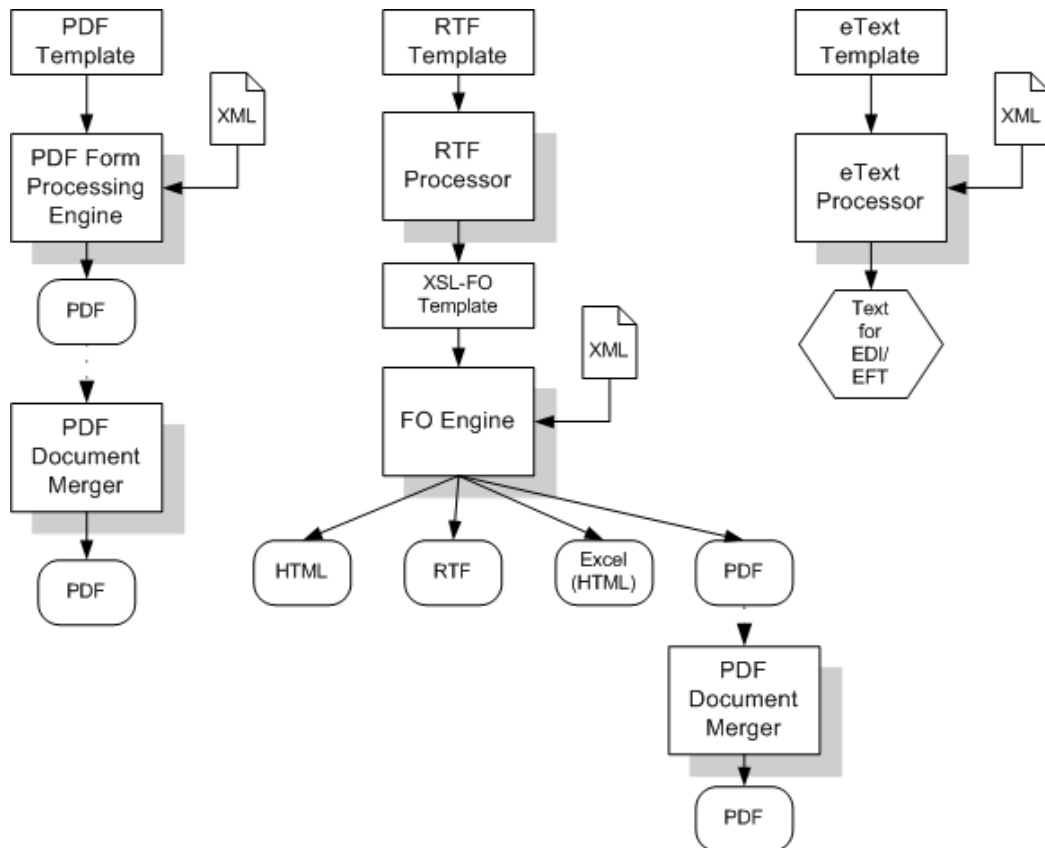 PDF
Template
XML
PDF Form
Processing
Engine
PDF
PDF
Document
Merger
PDF
RTF
Template
RTF
Processor
XSL-FO
Template
XML
FO Engine
HTML
RTF
Excel
(HTML)
PDF
PDF
Document
Merger
PDF
eText
Template
XML
eText
Processor
Text
for
EDI/
EFT